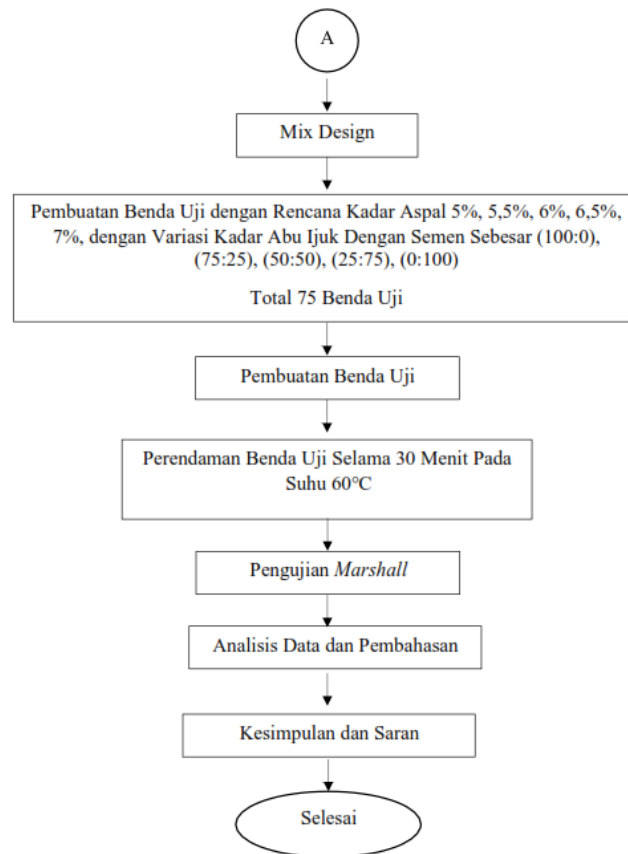 A
Mix Design
Pembuatan Benda Uji dengan Rencana Kadar Aspal 5%, 5,5%, 6%, 6,5%,
7%, dengan Variasi Kadar Abu Ijuk Dengan Semen Sebesar (100:0),
(75:25), (50:50), (25:75), (0:100)
Total 75 Benda Uji
Pembuatan Benda Uji
Perendaman Benda Uji Selama 30 Menit Pada
Suhu 60°C
Pengujian Marshall
Analisis Data dan Pembahasan
Kesimpulan dan Saran
Selesai